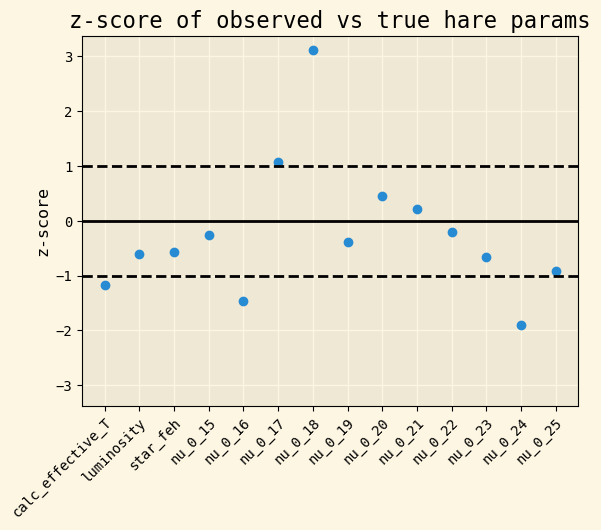 z-score of observed vs true hare params
z-score
3
2
1
0
−1
−2
−3
calc_effective_T
luminosity
star_feh
nu_0_15
nu_0_16
nu_0_17
nu_0_18
nu_0_19
nu_0_20
nu_0_21
nu_0_22
nu_0_23
nu_0_24
nu_0_25